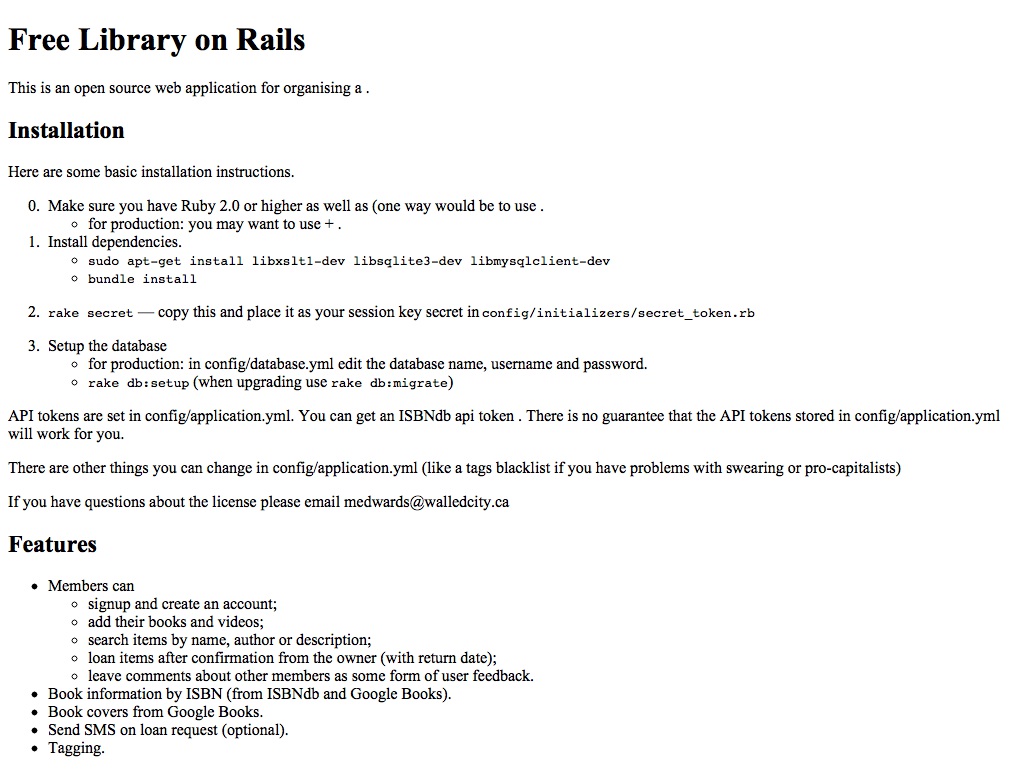 Free Library on Rails
This is an open source web application for organising a .
Installation
Here are some basic installation instructions.
0. Make sure you have Ruby 2.0 or higher as well as (one way would be to use .
◦ for production: you may want to use + .
1. Install dependencies.
◦ sudo apt-get install libxslt1-dev libsqlite3-dev libmysqlclient-dev
◦ bundle install
2. rake secret — copy this and place it as your session key secret in config/initializers/secret_token.rb
3. Setup the database
◦ for production: in config/database.yml edit the database name, username and password.
◦ rake db:setup (when upgrading use rake db:migrate)
API tokens are set in config/application.yml. You can get an ISBNdb api token . There is no guarantee that the API tokens stored in config/application.yml
will work for you.
There are other things you can change in config/application.yml (like a tags blacklist if you have problems with swearing or pro-capitalists)
If you have questions about the license please email medwards@walledcity.ca
Features
• Members can
◦ signup and create an account;
◦ add their books and videos;
◦ search items by name, author or description;
◦ loan items after confirmation from the owner (with return date);
◦ leave comments about other members as some form of user feedback.
• Book information by ISBN (from ISBNdb and Google Books).
• Book covers from Google Books.
• Send SMS on loan request (optional).
• Tagging.